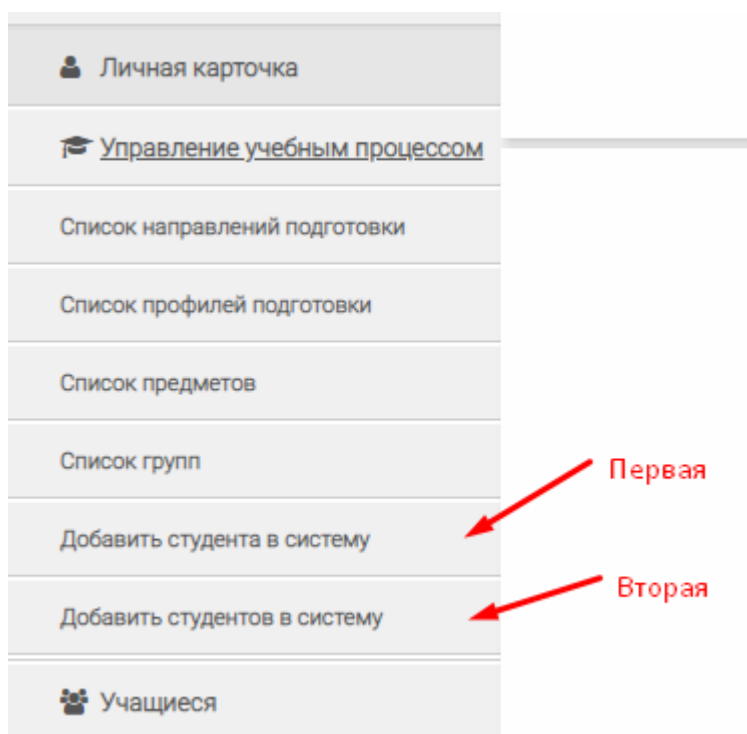 Личная карточка
Управление учебным процессом
Список направлений подготовки
Список профилей подготовки
Список предметов
Список групп
Первая
Добавить студента в систему
Вторая
Добавить студентов в систему
Учащиеся